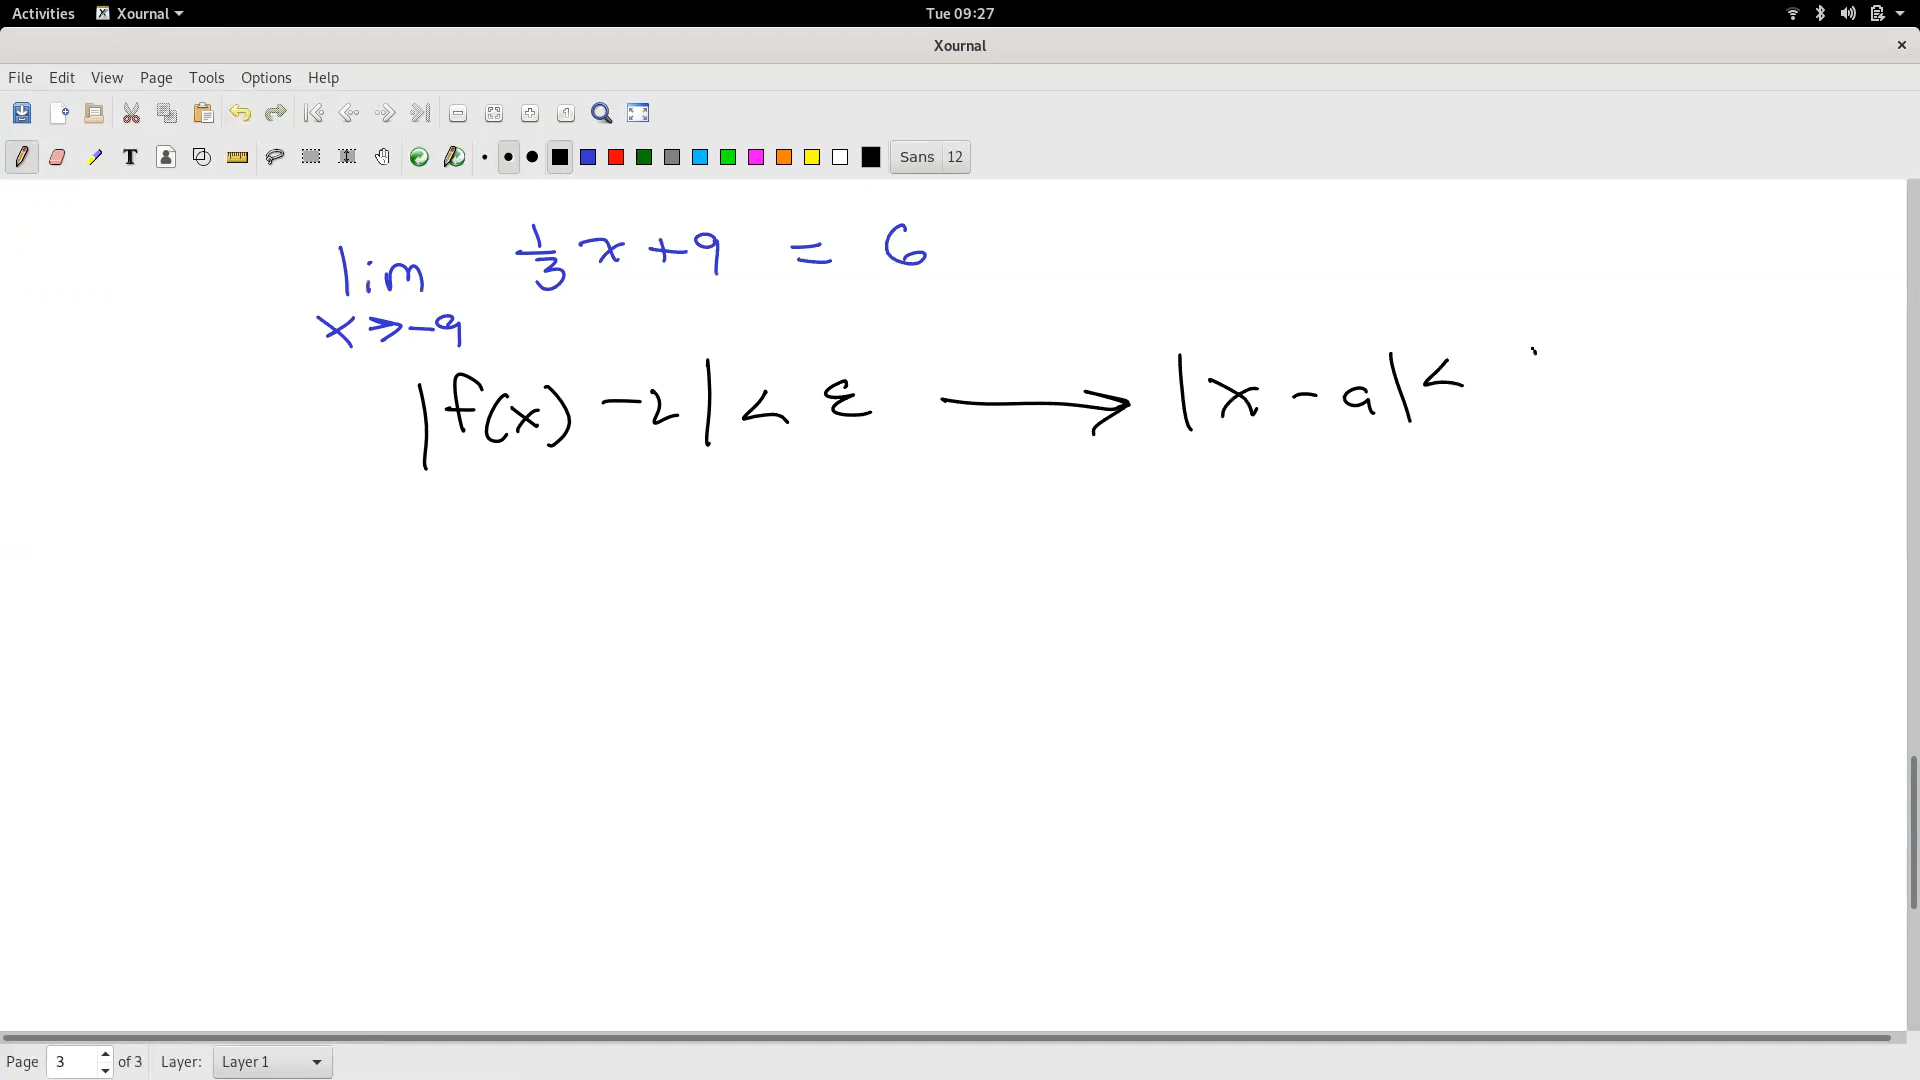 Activities Xournal Tue 09:27
Xournal ×
File Edit View Page Tools Options Help
T Sans 12
lim 1/3 x + 9 = 6
x → -9
|f(x) - L| < ε → |x - a| <
Page 3 of 3 Layer: Layer 1